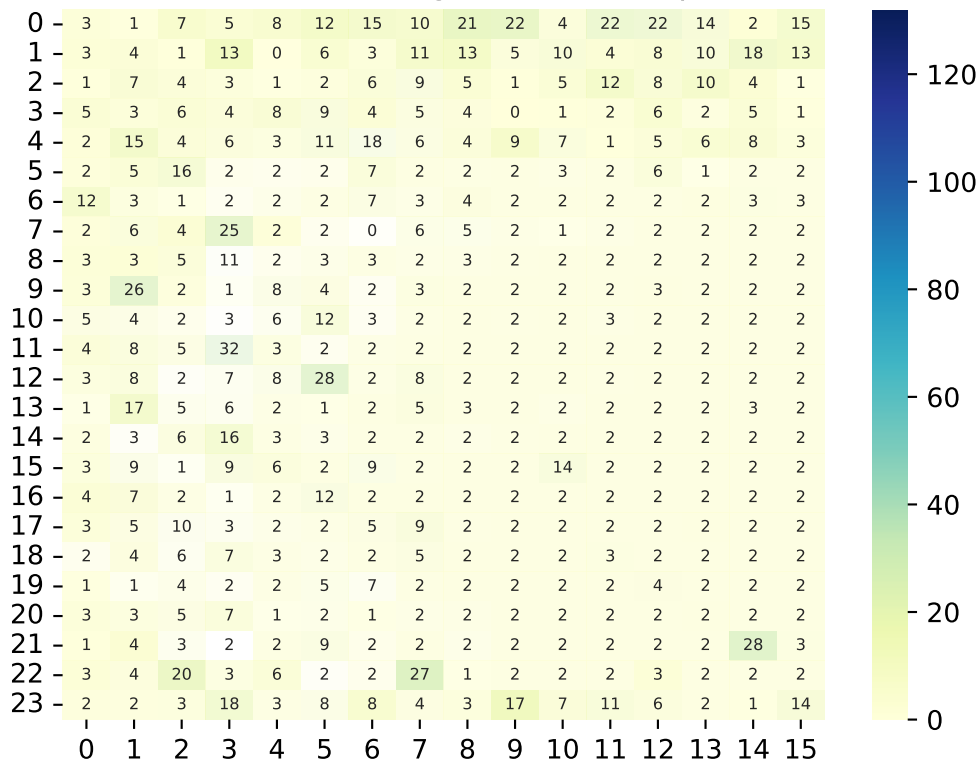 0 3 1 7 5 8 12 15 10 21 22 4 22 22 14 2 15
1 3 4 1 13 0 6 3 11 13 5 10 4 8 10 18 13
2 1 7 4 3 1 2 6 9 5 1 5 12 8 10 4 1
3 5 3 6 4 8 9 4 5 4 0 1 2 6 2 5 1
4 2 15 4 6 3 11 18 6 4 9 7 1 5 6 8 3
5 2 5 16 2 2 2 7 2 2 2 3 2 6 1 2 2
6 12 3 1 2 2 2 7 3 4 2 2 2 2 2 3 3
7 2 6 4 25 2 2 0 6 5 2 1 2 2 2 2 2
8 3 3 5 11 2 3 3 2 3 2 2 2 2 2 2 2
9 3 26 2 1 8 4 2 3 2 2 2 2 3 2 2 2
10 5 4 2 3 6 12 3 2 2 2 2 3 2 2 2 2
11 4 8 5 32 3 2 2 2 2 2 2 2 2 2 2 2
12 3 8 2 7 8 28 2 8 2 2 2 2 2 2 2 2
13 1 17 5 6 2 1 2 5 3 2 2 2 2 2 3 2
14 2 3 6 16 3 3 2 2 2 2 2 2 2 2 2 2
15 3 9 1 9 6 2 9 2 2 2 14 2 2 2 2 2
16 4 7 2 1 2 12 2 2 2 2 2 2 2 2 2 2
17 3 5 10 3 2 2 5 9 2 2 2 2 2 2 2 2
18 2 4 6 7 3 2 2 5 2 2 2 3 2 2 2 2
19 1 1 4 2 2 5 7 2 2 2 2 2 4 2 2 2
20 3 3 5 7 1 2 1 2 2 2 2 2 2 2 2 2
21 1 4 3 2 2 9 2 2 2 2 2 2 2 2 28 3
22 3 4 20 3 6 2 2 27 1 2 2 2 3 2 2 2
23 2 2 3 18 3 8 8 4 3 17 7 11 6 2 1 14
0 1 2 3 4 5 6 7 8 9 10 11 12 13 14 15
120
100
80
60
40
20
0